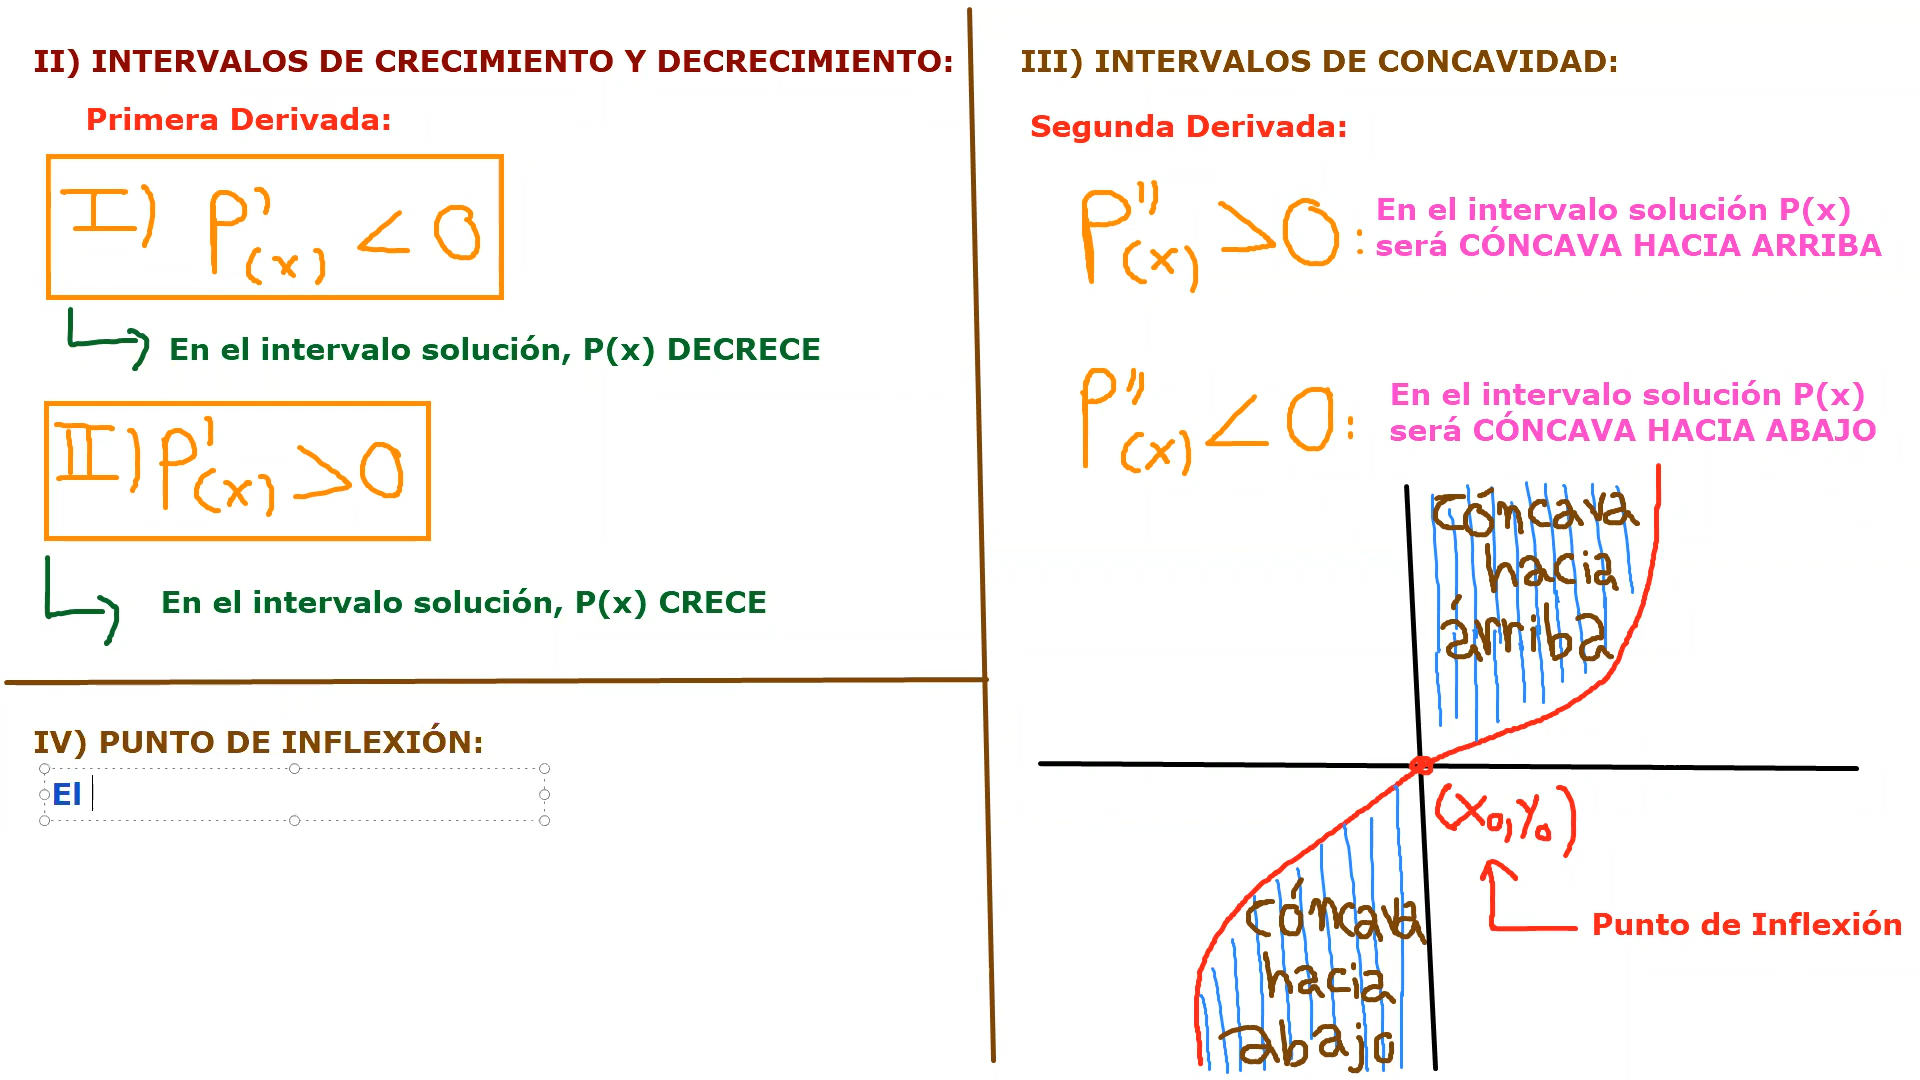 II) INTERVALOS DE CRECIMIENTO Y DECRECIMIENTO:
Primera Derivada:
I) P'(x) < 0
En el intervalo solución, P(x) DECRECE
II) P'(x) > 0
En el intervalo solución, P(x) CRECE
IV) PUNTO DE INFLEXIÓN:
El
III) INTERVALOS DE CONCAVIDAD:
Segunda Derivada:
P''(x) > 0 : En el intervalo solución P(x)
será CÓNCAVA HACIA ARRIBA
P''(x) < 0 : En el intervalo solución P(x)
será CÓNCAVA HACIA ABAJO
Cóncava
hacia
árriba
(x₀, y₀)
Punto de Inflexión
Cóncava
hacia
abajo